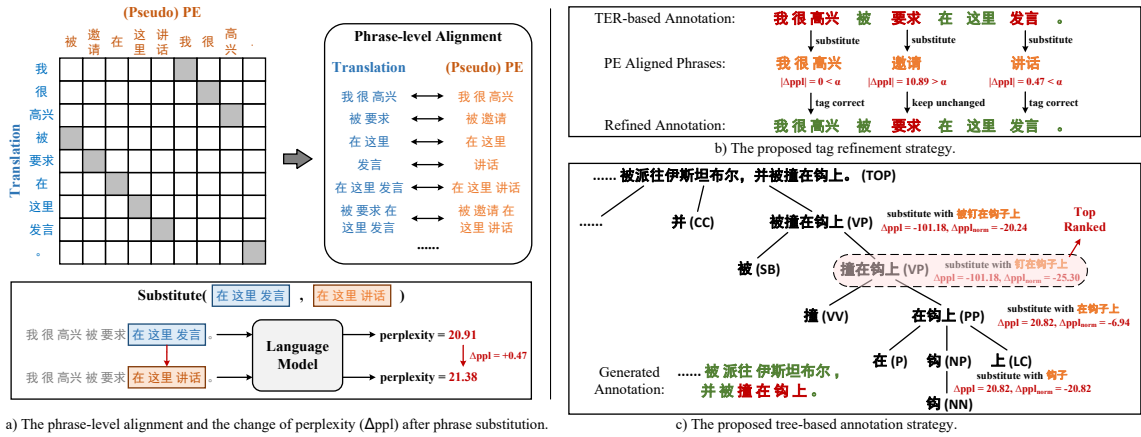 (Pseudo) PE
被 邀请 在 这里 讲话 我 很 高兴 .
Translation
我
很
高兴
被
要求
在
这里
发言
。
Phrase-level Alignment
Translation (Pseudo) PE
我 很 高兴 我 很 高兴
被 要求 被 邀请
在 这里 在 这里
发言 讲话
在 这里 发言 在 这里 讲话
被 要求 在 这里 发言 被 邀请 在 这里 讲话
......
Substitute( 在 这里 发言 , 在 这里 讲话 )
我 很 高兴 被 要求 在 这里 发言 。
Language Model
perplexity = 20.91
Δppl = +0.47
我 很 高兴 被 要求 在 这里 讲话 。
perplexity = 21.38
a) The phrase-level alignment and the change of perplexity (Δppl) after phrase substitution.
TER-based Annotation: 我 很 高兴 被 要求 在 这里 发言 。
substitute substitute substitute
PE Aligned Phrases: 我 很 高兴 邀请 讲话
|Δppl| = 0 < α |Δppl| = 10.89 > α |Δppl| = 0.47 < α
tag correct keep unchanged tag correct
Refined Annotation: 我 很 高兴 被 要求 在 这里 发言 。
b) The proposed tag refinement strategy.
...... 被派往伊斯坦布尔，并被撞在钩上。(TOP)
......
并 (CC)
被撞在钩上 (VP)
substitute with 被钉在钩子上
Δppl = -101.18, Δpplnorm = -20.24
Top
Ranked
被 (SB)
撞在钩上 (VP)
substitute with 钉在钩子上
Δppl = -101.18, Δpplnorm = -25.30
撞 (VV)
在钩上 (PP)
substitute with 在钩子上
Δppl = 20.82, Δpplnorm = -6.94
在 (P) 钩 (NP) 上 (LC)
substitute with 钩子
Δppl = 20.82, Δpplnorm = -20.82
钩 (NN)
Generated
Annotation:
...... 被 派往 伊斯坦布尔 ，
并 被 撞 在 钩 上 。
c) The proposed tree-based annotation strategy.